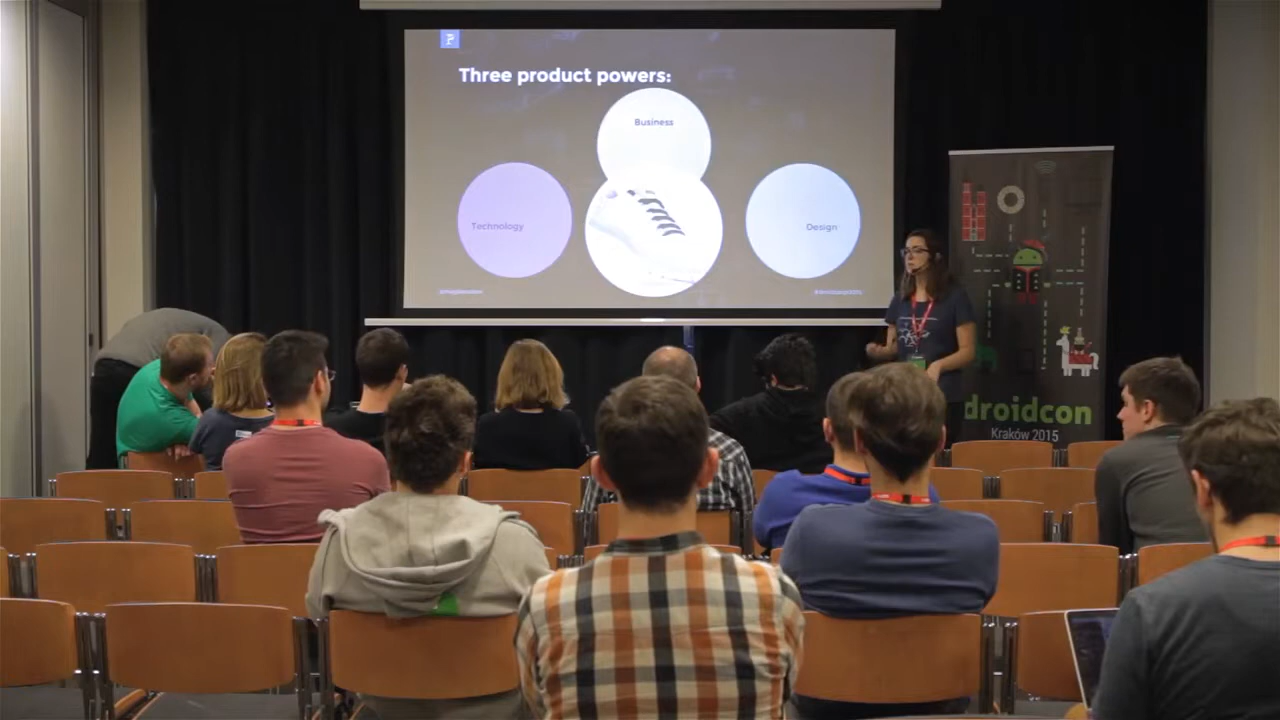 Three product powers:
Business
Technology
Design
droidcon
Kraków 2015